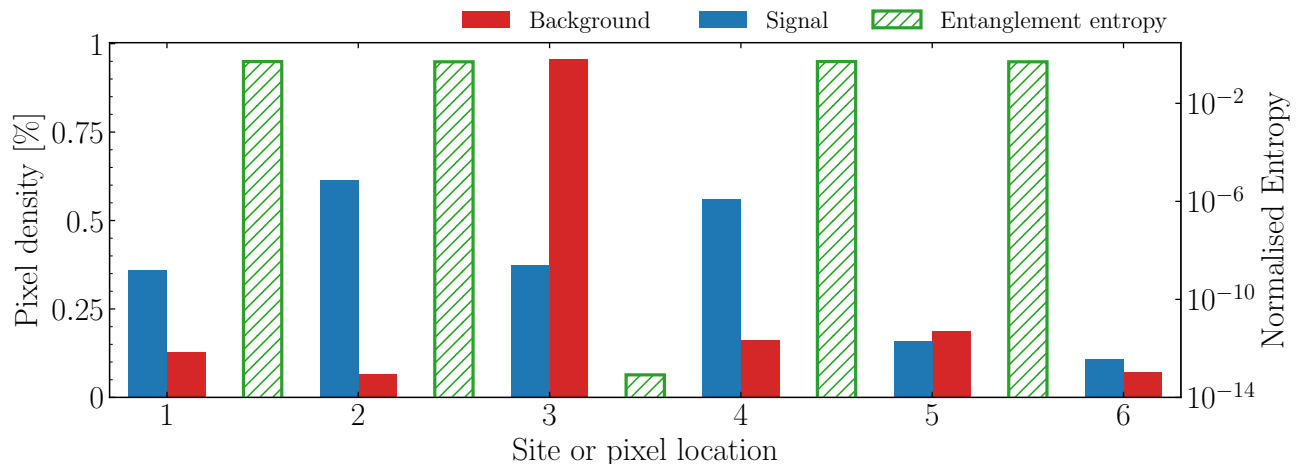 Background Signal Entanglement entropy
1
0.75
0.5
0.25
0
Pixel density [%]
10⁻²
10⁻⁶
10⁻¹⁰
10⁻¹⁴
Normalised Entropy
1 2 3 4 5 6
Site or pixel location